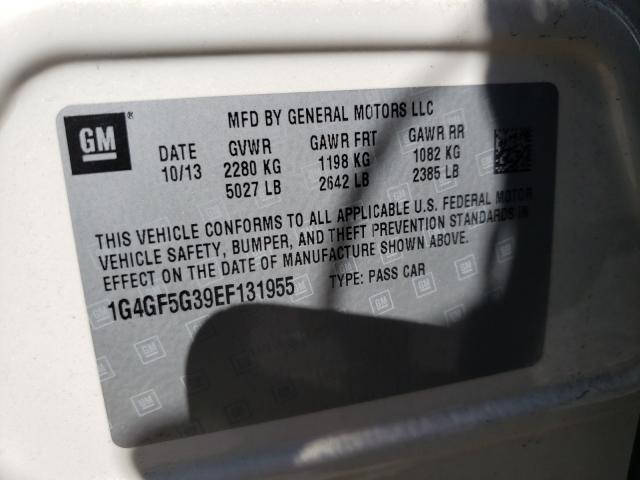 GM ®
MFD BY GENERAL MOTORS LLC
DATE GVWR GAWR FRT GAWR RR
10/13 2280 KG 1198 KG 1082 KG
5027 LB 2642 LB 2385 LB
THIS VEHICLE CONFORMS TO ALL APPLICABLE U.S. FEDERAL MOTOR
VEHICLE SAFETY, BUMPER, AND THEFT PREVENTION STANDARDS IN
EFFECT ON THE DATE OF MANUFACTURE SHOWN ABOVE.
1G4GF5G39EF131955 TYPE: PASS CAR